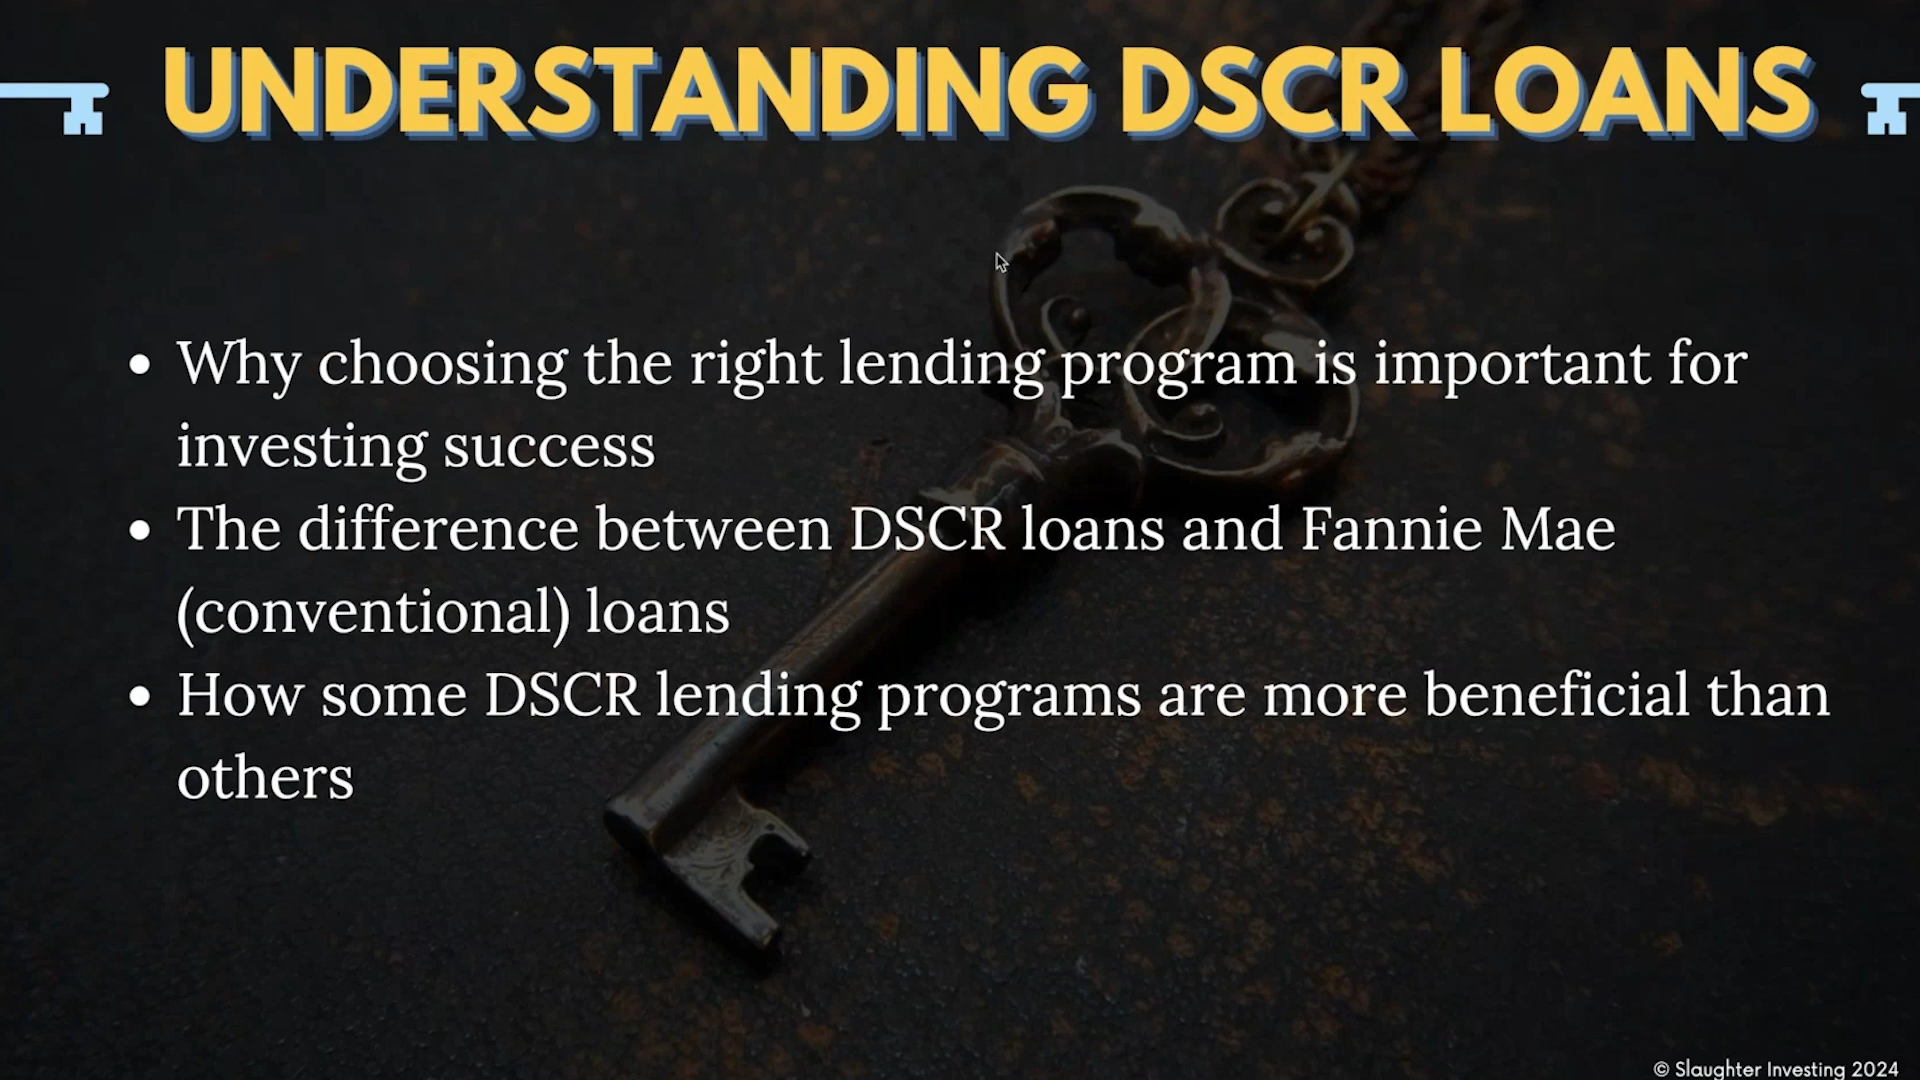 UNDERSTANDING DSCR LOANS
• Why choosing the right lending program is important for
investing success
• The difference between DSCR loans and Fannie Mae
(conventional) loans
• How some DSCR lending programs are more beneficial than
others
© Slaughter Investing 2024